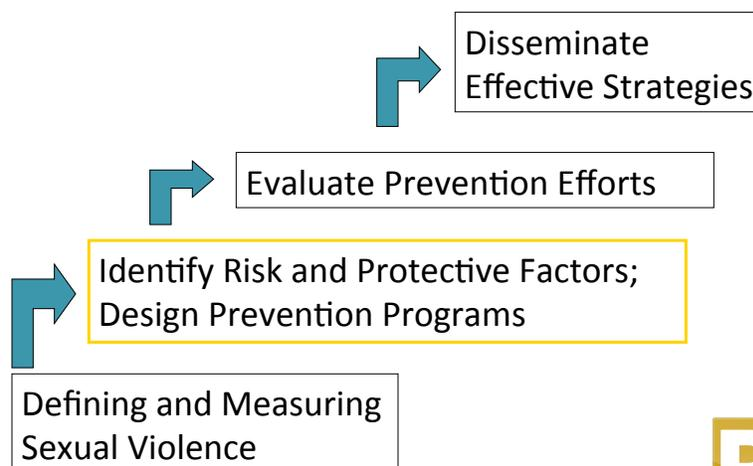 Disseminate
Effective Strategies
Evaluate Prevention Efforts
Identify Risk and Protective Factors;
Design Prevention Programs
Defining and Measuring
Sexual Violence